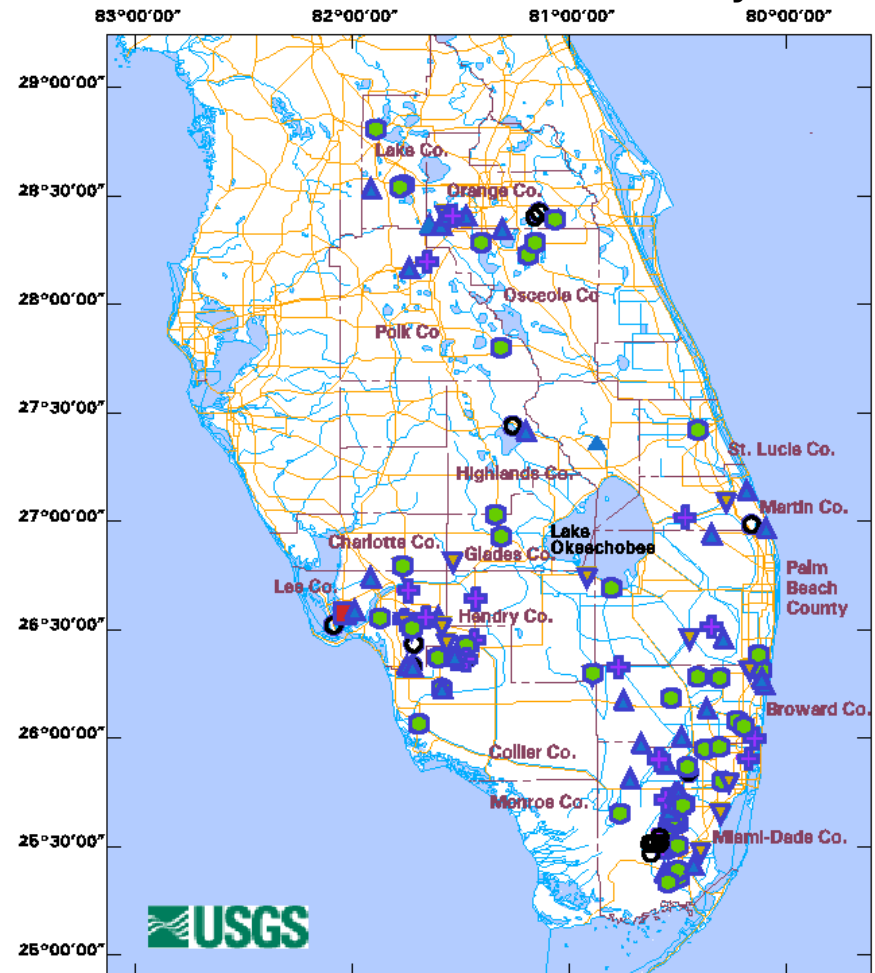 83°00'00"
82°00'00"
81°00'00"
80°00'00"
29°00'00"
Lake Co.
28°30'00"
Orange Co.
28°00'00"
Osceola Co
Polk Co
27°30'00"
St. Lucie Co.
Highlands Co.
27°00'00"
Martin Co.
Charlotte Co.
Lake
Okeechobee
Glades Co.
Lee Co.
Palm
Beach
County
26°30'00"
Hendry Co.
26°00'00"
Broward Co.
Collier Co.
Monroe Co.
25°30'00"
Miami-Dade Co.
USGS
25°00'00"